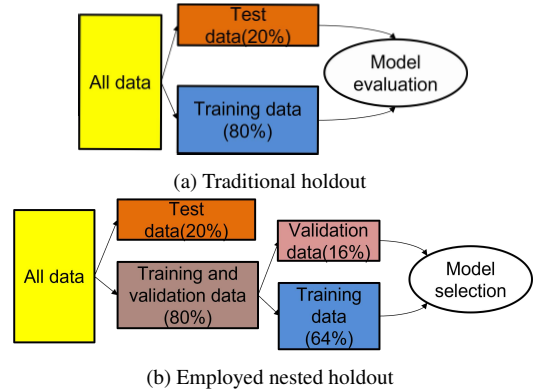 All data
Test
data(20%)
Training data
(80%)
Model
evaluation
(a) Traditional holdout
All data
Test
data(20%)
Training and
validation data
(80%)
Validation
data(16%)
Training
data
(64%)
Model
selection
(b) Employed nested holdout